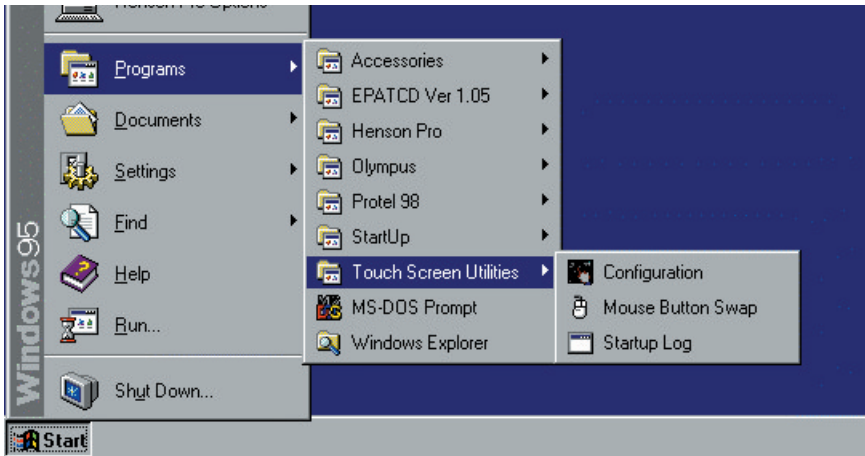 Programs
Documents
Settings
Find
Help
Run...
Shut Down...
Windows95
Start
Accessories
EPATCD Ver 1.05
Henson Pro
Olympus
Protel 98
StartUp
Touch Screen Utilities
MS-DOS Prompt
Windows Explorer
Configuration
Mouse Button Swap
Startup Log